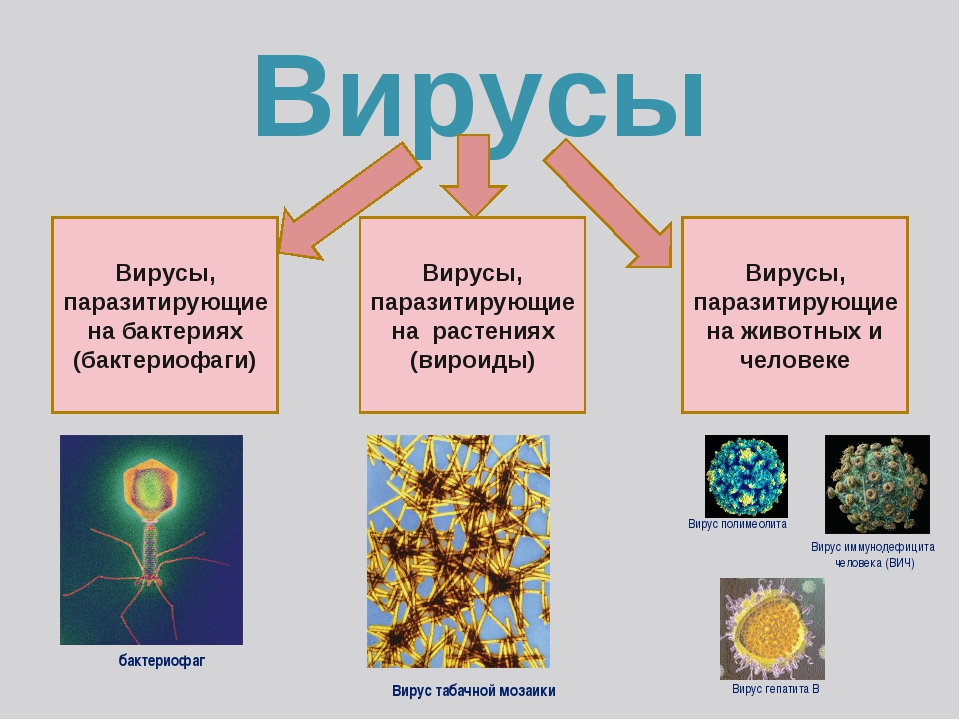 Вирусы
Вирусы,
паразитирующие
на бактериях
(бактериофаги)
Вирусы,
паразитирующие
на растениях
(вироиды)
Вирусы,
паразитирующие
на животных и
человеке
бактериофаг
Вирус табачной мозаики
Вирус полимеолита
Вирус иммунодефицита
человека (ВИЧ)
Вирус гепатита В